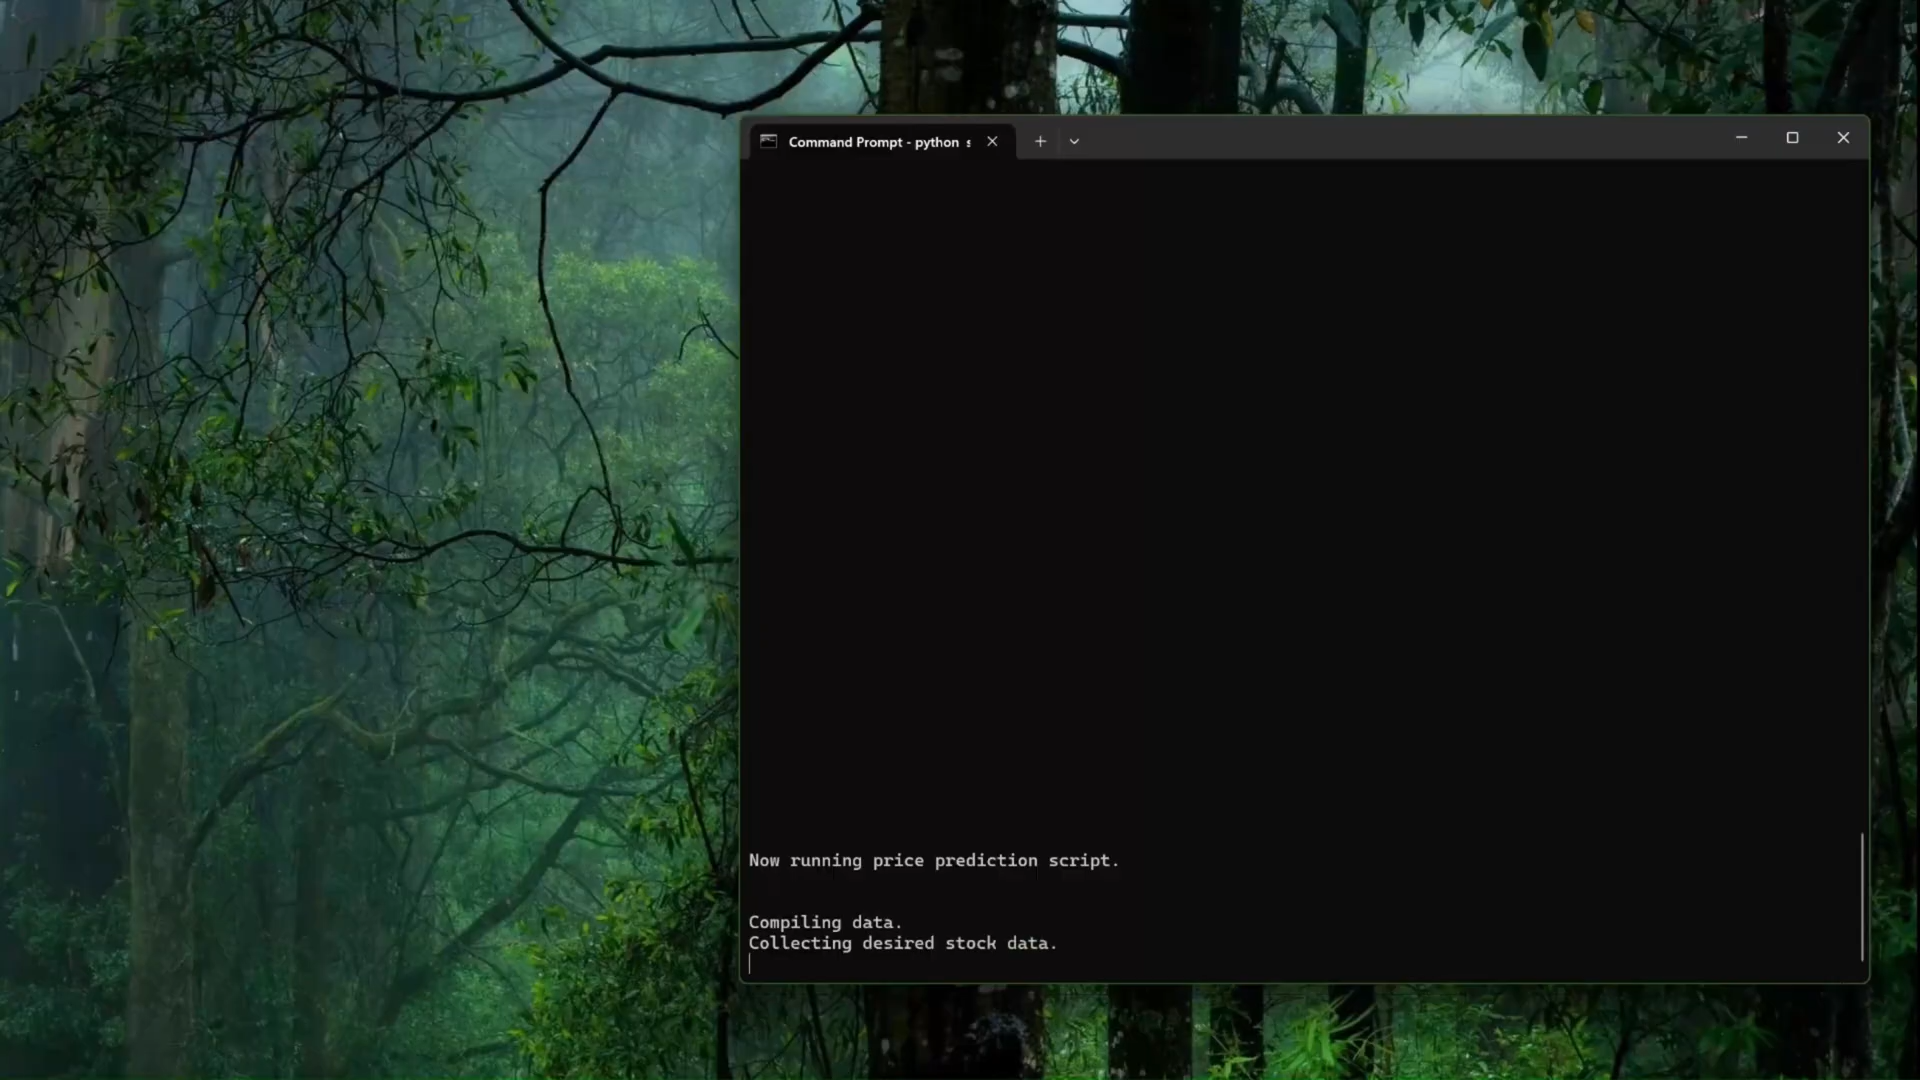 Command Prompt - python s
Now running price prediction script.
Compiling data.
Collecting desired stock data.